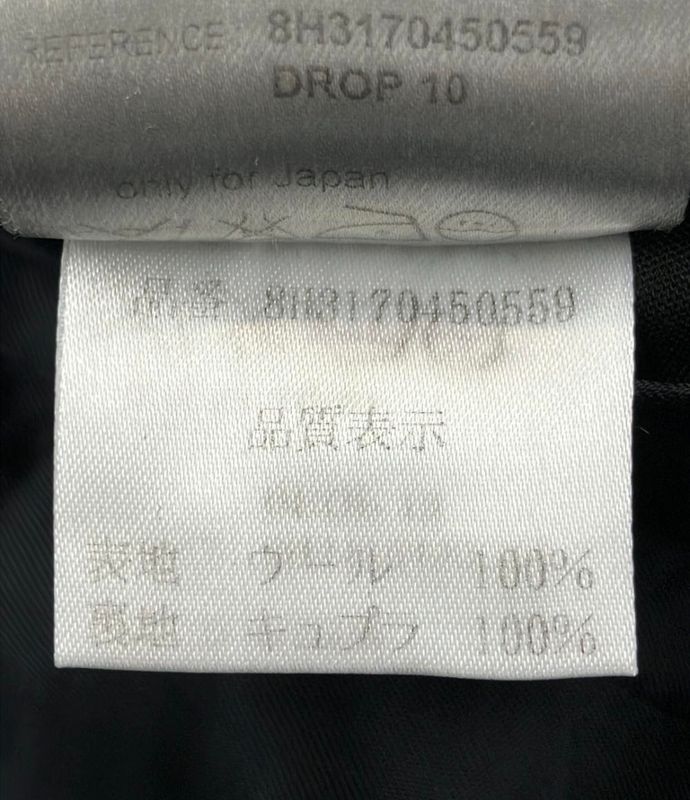 REFERENCE: 8H3170450559
DROP 10
only for Japan
品番 8H3170450559
品質表示
表地 ウール 100%
裏地 キュプラ 100%